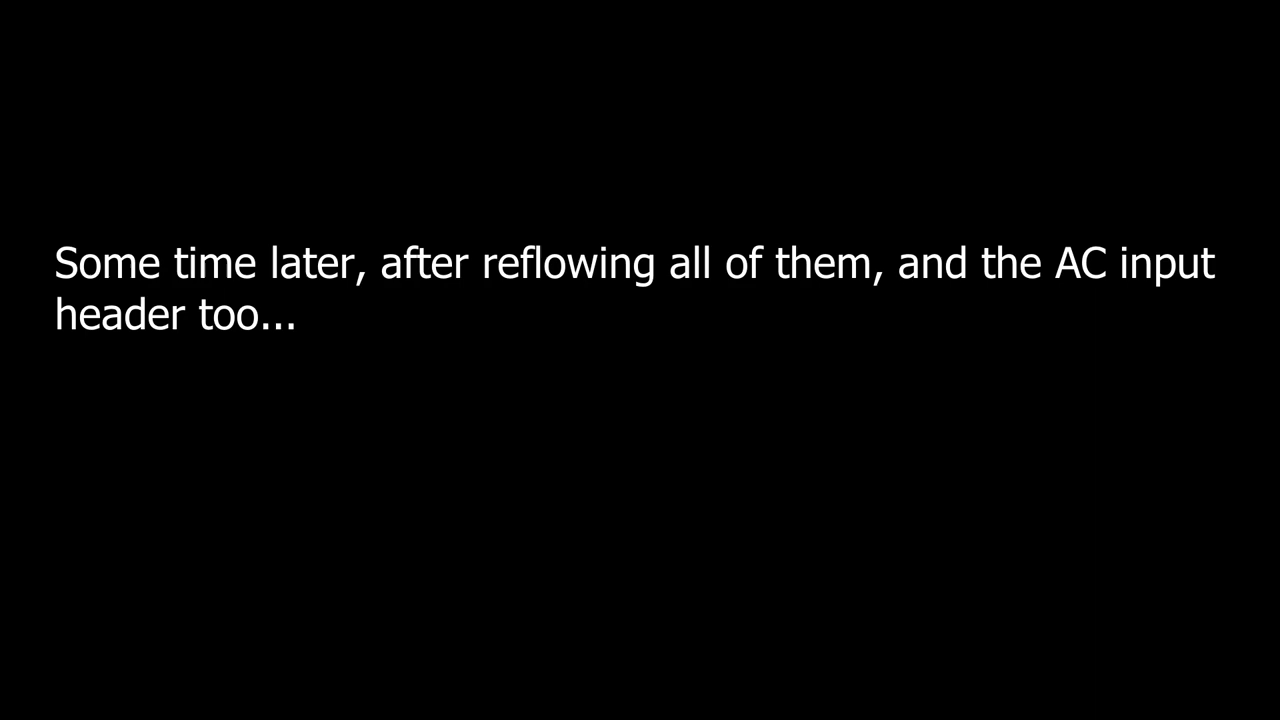 Some time later, after reflowing all of them, and the AC input
header too...